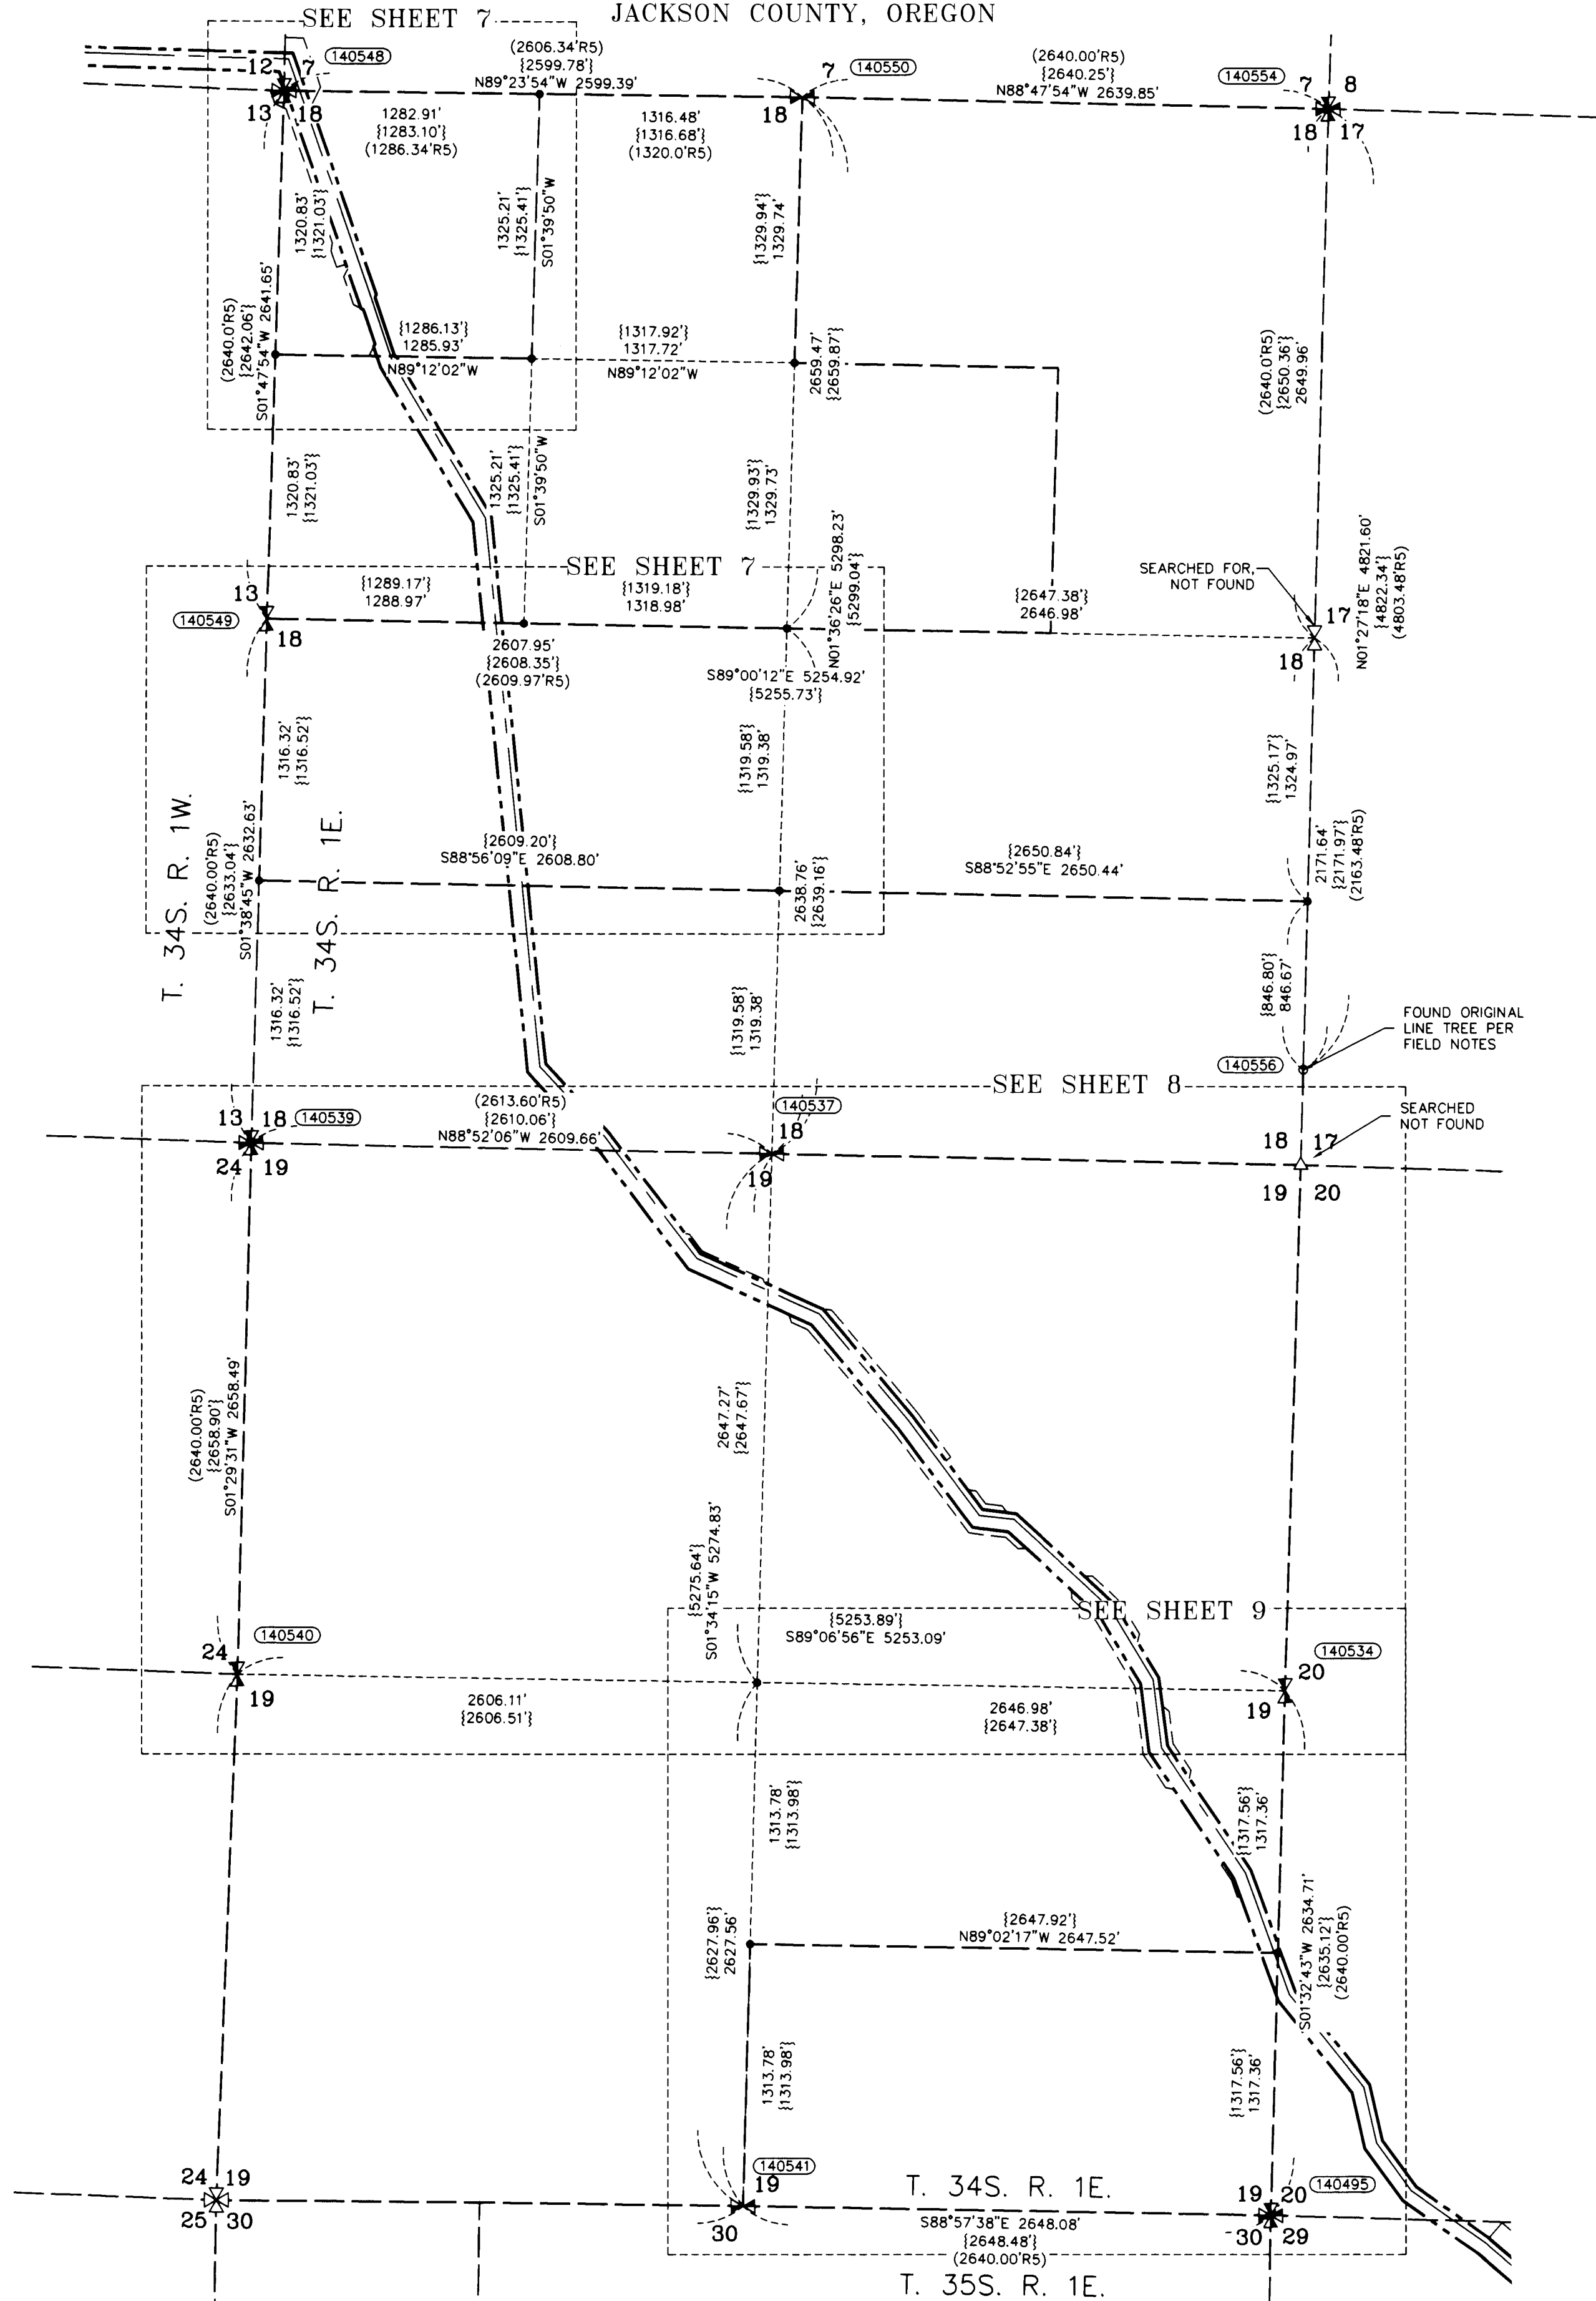 JACKSON COUNTY, OREGON
SEE SHEET 7
12 7
140548
(2606.34'R5)
{2599.78'}
N89°23'54"W 2599.39'
7
140550
(2640.00'R5)
{2640.25'}
N88°47'54"W 2639.85'
140554
7 8
13 18
1282.91'
{1283.10'}
(1286.34'R5)
1316.48'
{1316.68'}
(1320.0'R5)
18
18 17
1320.83'
{1321.03'}
1325.21'
{1325.41'}
S01°39'50"W
{1329.94'}
1329.74'
(2640.0'R5)
{2642.06'}
S01°47'54"W 2641.65'
{1286.13'}
1285.93'
N89°12'02"W
{1317.92'}
1317.72'
N89°12'02"W
2659.47'
{2659.87'}
(2640.0'R5)
{2650.36'}
2649.96'
1320.83'
{1321.03'}
1325.21'
{1325.41'}
S01°39'50"W
{1329.93'}
1329.73'
N01°36'26"E 5298.23'
{5299.04'}
SEE SHEET 7
SEARCHED FOR,
NOT FOUND
N01°27'18"E 4821.60'
{4822.34'}
(4803.48'R5)
13
140549
18
{1289.17'}
1288.97'
{1319.18'}
1318.98'
{2647.38'}
2646.98'
17
18
2607.95'
{2608.35'}
(2609.97'R5)
S89°00'12"E 5254.92'
{5255.73'}
1316.32'
{1316.52'}
{1319.58'}
1319.38'
{1325.17'}
1324.97'
T. 34S. R. 1W.
(2640.00'R5)
{2633.04'}
S01°38'45"W 2632.63'
T. 34S. R. 1E.
{2609.20'}
S88°56'09"E 2608.80'
{2650.84'}
S88°52'55"E 2650.44'
2638.76'
{2639.16'}
2171.64'
{2171.97'}
(2163.48'R5)
1316.32'
{1316.52'}
{1319.58'}
1319.38'
{846.80'}
846.67'
FOUND ORIGINAL
LINE TREE PER
FIELD NOTES
140556
SEE SHEET 8
SEARCHED
NOT FOUND
13 18
140539
(2613.60'R5)
{2610.06'}
N88°52'06"W 2609.66'
140537
18
18 17
24 19
19
19 20
(2640.00'R5)
{2658.90'}
S01°29'31"W 2658.49'
2647.27'
{2647.67'}
{5275.64'}
S01°34'15"W 5274.83'
SEE SHEET 9
{5253.89'}
S89°06'56"E 5253.09'
24
140540
19
2606.11'
{2606.51'}
2646.98'
{2647.38'}
140534
20
19
1313.78'
{1313.98'}
{1317.56'}
1317.36'
{2627.96'}
2627.56'
{2647.92'}
N89°02'17"W 2647.52'
S01°32'43"W 2634.71'
{2635.12'}
(2640.00'R5)
1313.78'
{1313.98'}
{1317.56'}
1317.36'
24 19
25 30
140541
19
30
T. 34S. R. 1E.
19 20
140495
30 29
S88°57'38"E 2648.08'
{2648.48'}
(2640.00'R5)
T. 35S. R. 1E.